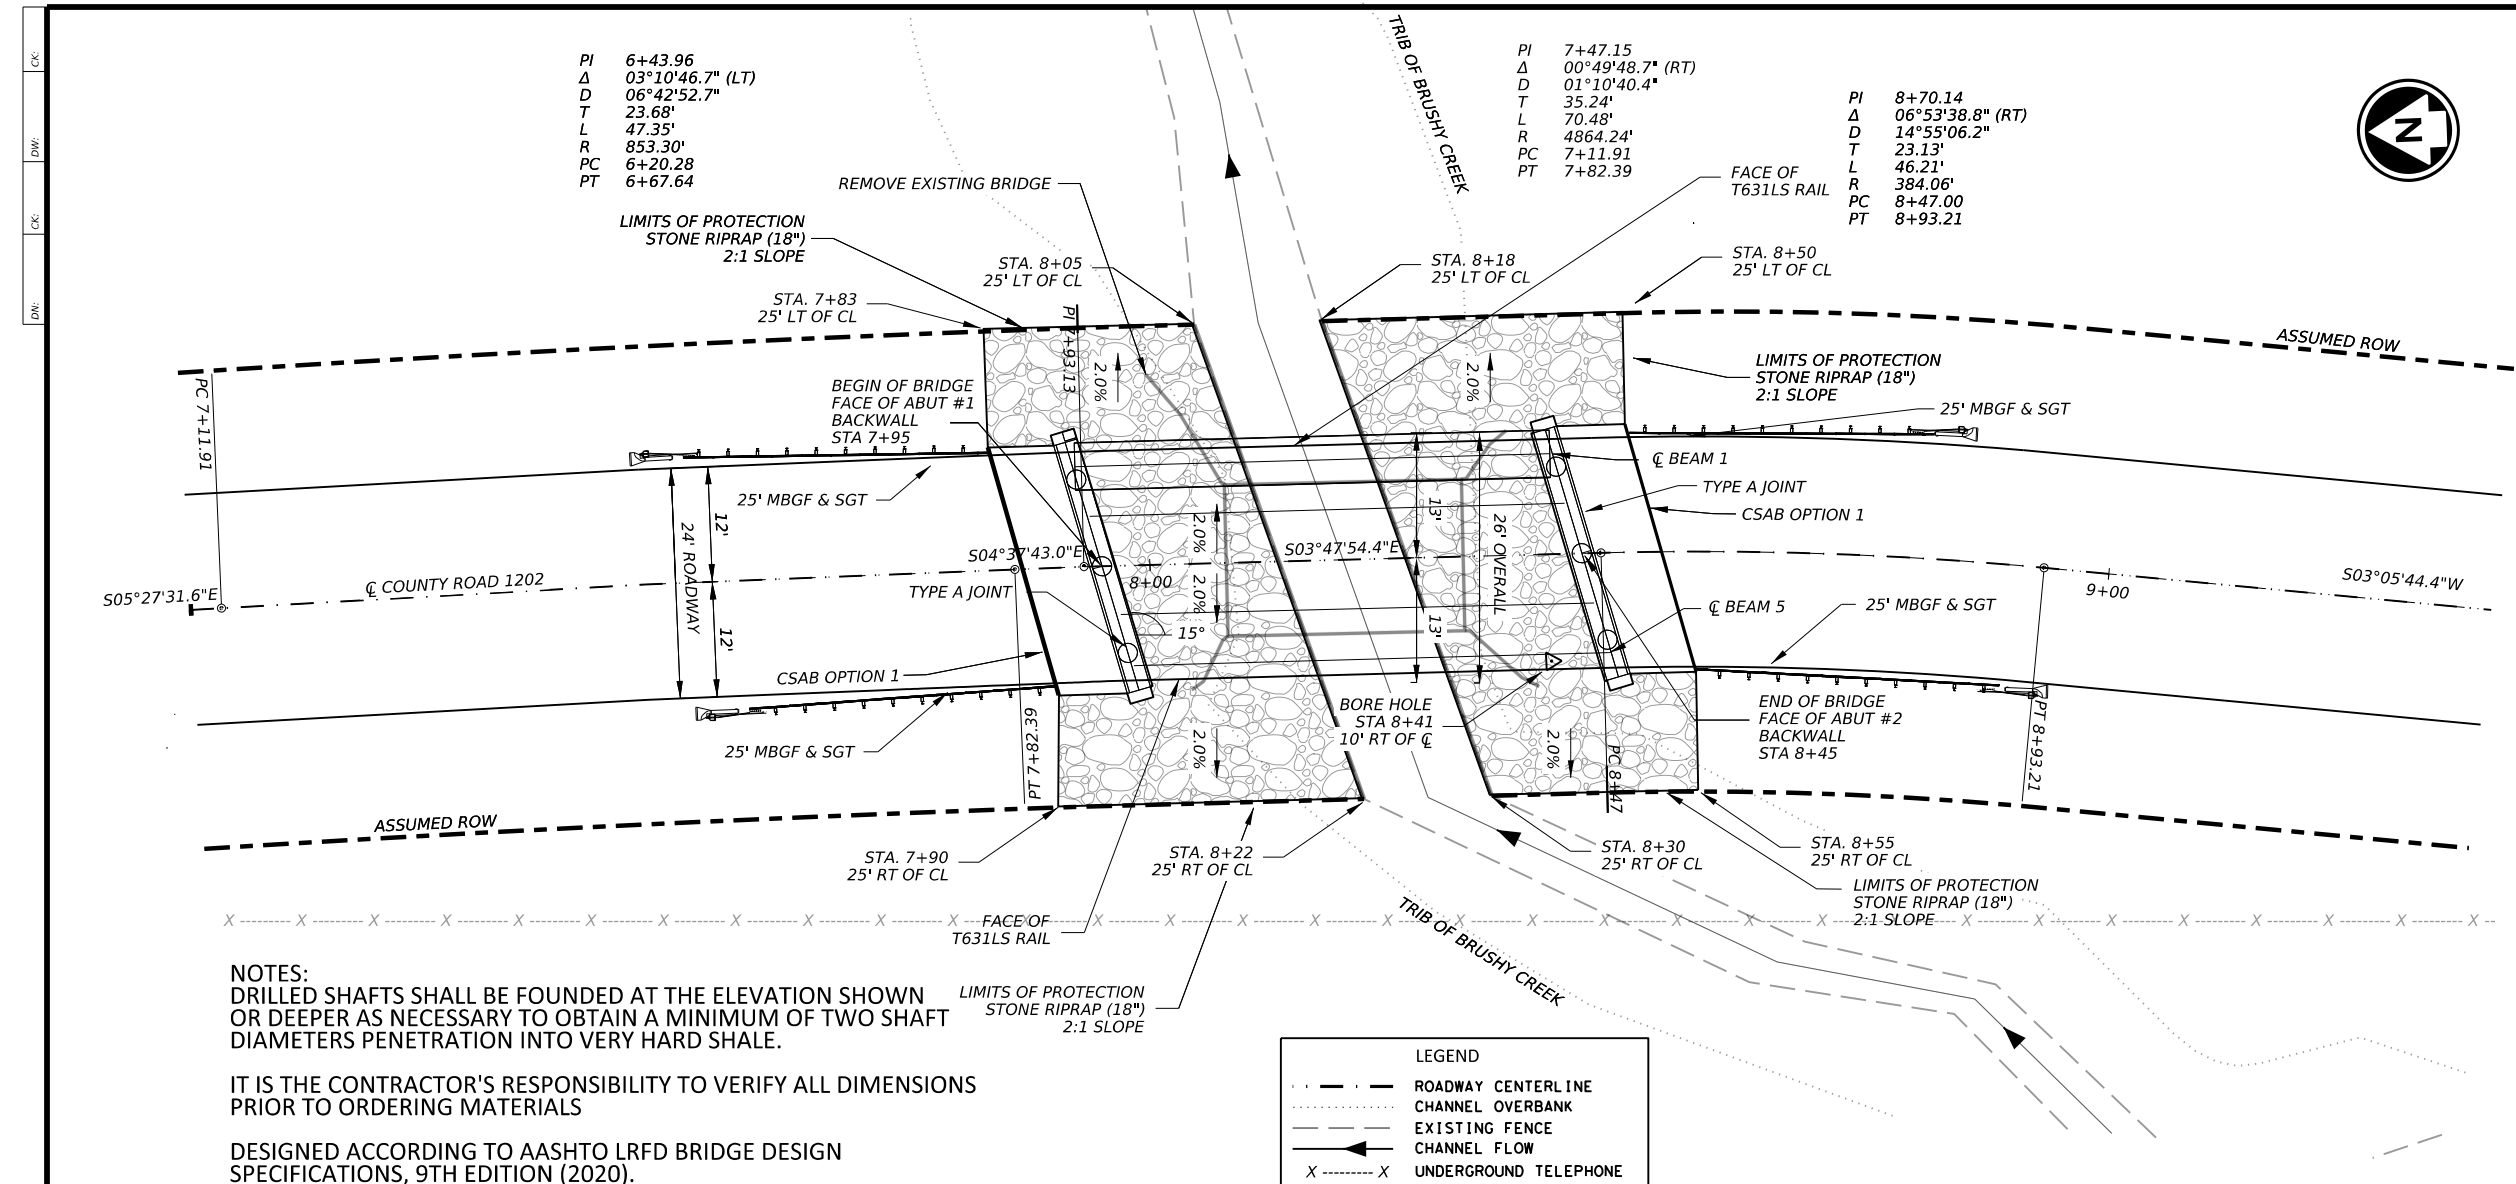 CK:
DW:
CK:
DN:
PI 6+43.96
Δ 03°10'46.7" (LT)
D 06°42'52.7"
T 23.68'
L 47.35'
R 853.30'
PC 6+20.28
PT 6+67.64
PI 7+47.15
Δ 00°49'48.7" (RT)
D 01°10'40.4"
T 35.24'
L 70.48'
R 4864.24'
PC 7+11.91
PT 7+82.39
PI 8+70.14
Δ 06°53'38.8" (RT)
D 14°55'06.2"
T 23.13'
L 46.21'
R 384.06'
PC 8+47.00
PT 8+93.21
N
TRIB OF BRUSHY CREEK
REMOVE EXISTING BRIDGE
LIMITS OF PROTECTION
STONE RIPRAP (18")
2:1 SLOPE
FACE OF
T631LS RAIL
STA. 8+05
25' LT OF CL
STA. 8+18
25' LT OF CL
STA. 8+50
25' LT OF CL
STA. 7+83
25' LT OF CL
PI 7+93.13
2.0%
2.0%
ASSUMED ROW
LIMITS OF PROTECTION
STONE RIPRAP (18")
2:1 SLOPE
PC 7+11.91
BEGIN OF BRIDGE
FACE OF ABUT #1
BACKWALL
STA 7+95
25' MBGF & SGT
25' MBGF & SGT
℄ BEAM 1
TYPE A JOINT
CSAB OPTION 1
24' ROADWAY
12'
12'
2.0%
2.0%
13'
13'
26' OVERALL
S04°37'43.0"E
S03°47'54.4"E
8+00
S05°27'31.6"E
℄ COUNTY ROAD 1202
TYPE A JOINT
15°
9+00
S03°05'44.4"W
℄ BEAM 5
25' MBGF & SGT
CSAB OPTION 1
BORE HOLE
STA 8+41
10' RT OF ℄
END OF BRIDGE
FACE OF ABUT #2
BACKWALL
STA 8+45
25' MBGF & SGT
PT 7+82.39
2.0%
2.0%
PC 8+47
PT 8+93.21
ASSUMED ROW
STA. 7+90
25' RT OF CL
STA. 8+22
25' RT OF CL
STA. 8+30
25' RT OF CL
STA. 8+55
25' RT OF CL
LIMITS OF PROTECTION
STONE RIPRAP (18")
2:1 SLOPE
X --------- X --------- X --------- X --------- X --------- X --------- X --------- X --------- X --------- X --------- X --------- X --------- X --------- X --------- X --------- X --------- X --------- X --------- X --------- X --------- X --------- X --------- X --------- X --------- X --------- X --------- X --------- X --------- X --------- X --------- X --------- X --
FACE OF
T631LS RAIL
TRIB OF BRUSHY CREEK
LIMITS OF PROTECTION
STONE RIPRAP (18")
2:1 SLOPE
NOTES:
DRILLED SHAFTS SHALL BE FOUNDED AT THE ELEVATION SHOWN
OR DEEPER AS NECESSARY TO OBTAIN A MINIMUM OF TWO SHAFT
DIAMETERS PENETRATION INTO VERY HARD SHALE.
IT IS THE CONTRACTOR'S RESPONSIBILITY TO VERIFY ALL DIMENSIONS
PRIOR TO ORDERING MATERIALS
DESIGNED ACCORDING TO AASHTO LRFD BRIDGE DESIGN
SPECIFICATIONS, 9TH EDITION (2020).
LEGEND
ROADWAY CENTERLINE
CHANNEL OVERBANK
EXISTING FENCE
CHANNEL FLOW
X --------- X UNDERGROUND TELEPHONE